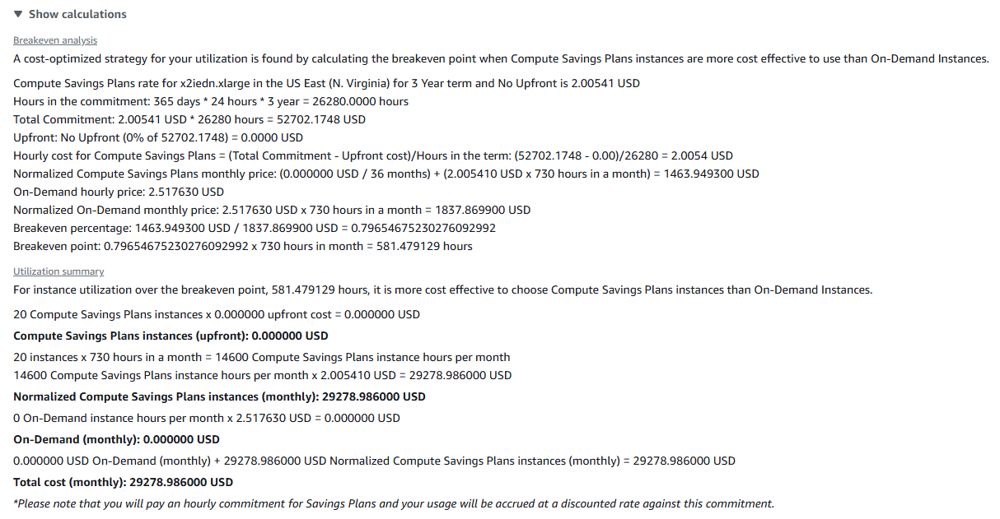 ▼ Show calculations
Breakeven analysis
A cost-optimized strategy for your utilization is found by calculating the breakeven point when Compute Savings Plans instances are more cost effective to use than On-Demand Instances.
Compute Savings Plans rate for x2iedn.xlarge in the US East (N. Virginia) for 3 Year term and No Upfront is 2.00541 USD
Hours in the commitment: 365 days * 24 hours * 3 year = 26280.0000 hours
Total Commitment: 2.00541 USD * 26280 hours = 52702.1748 USD
Upfront: No Upfront (0% of 52702.1748) = 0.0000 USD
Hourly cost for Compute Savings Plans = (Total Commitment - Upfront cost)/Hours in the term: (52702.1748 - 0.00)/26280 = 2.0054 USD
Normalized Compute Savings Plans monthly price: (0.000000 USD / 36 months) + (2.005410 USD x 730 hours in a month) = 1463.949300 USD
On-Demand hourly price: 2.517630 USD
Normalized On-Demand monthly price: 2.517630 USD x 730 hours in a month = 1837.869900 USD
Breakeven percentage: 1463.949300 USD / 1837.869900 USD = 0.79654675230276092992
Breakeven point: 0.79654675230276092992 x 730 hours in month = 581.479129 hours
Utilization summary
For instance utilization over the breakeven point, 581.479129 hours, it is more cost effective to choose Compute Savings Plans instances than On-Demand Instances.
20 Compute Savings Plans instances x 0.000000 upfront cost = 0.000000 USD
Compute Savings Plans instances (upfront): 0.000000 USD
20 instances x 730 hours in a month = 14600 Compute Savings Plans instance hours per month
14600 Compute Savings Plans instance hours per month x 2.005410 USD = 29278.986000 USD
Normalized Compute Savings Plans instances (monthly): 29278.986000 USD
0 On-Demand instance hours per month x 2.517630 USD = 0.000000 USD
On-Demand (monthly): 0.000000 USD
0.000000 USD On-Demand (monthly) + 29278.986000 USD Normalized Compute Savings Plans instances (monthly) = 29278.986000 USD
Total cost (monthly): 29278.986000 USD
*Please note that you will pay an hourly commitment for Savings Plans and your usage will be accrued at a discounted rate against this commitment.